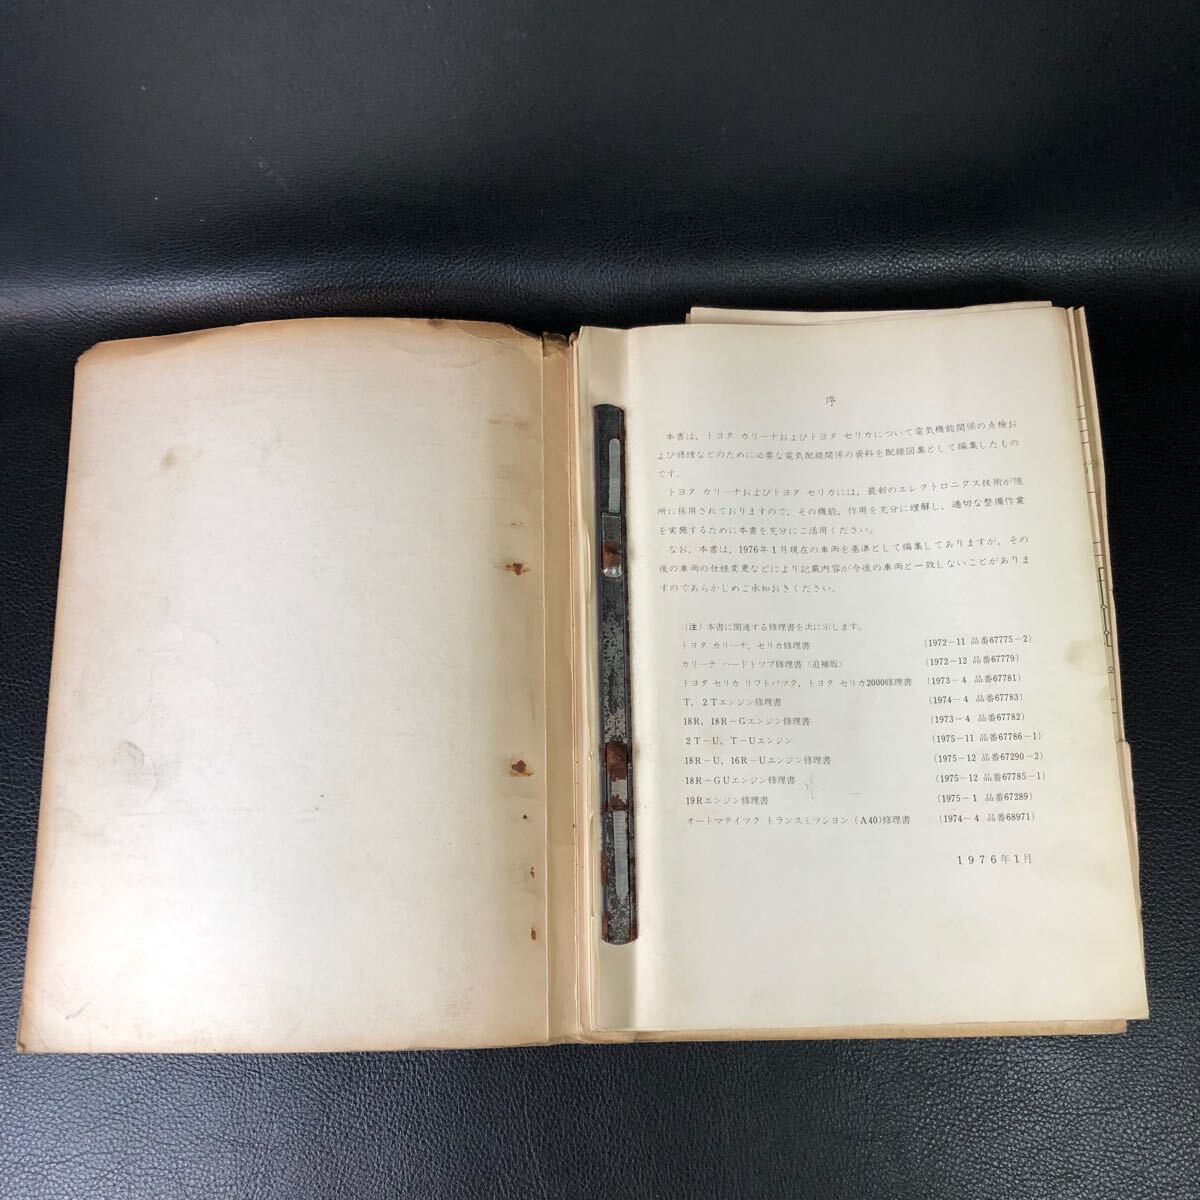 序
本書は、トヨタ カリーナおよびトヨタ セリカについて電気機能関係の点検お
よび修理などのために必要な電気配線関係の資料を配線図集として編集したもの
です。
トヨタ カリーナおよびトヨタ セリカには、最新のエレクトロニクス技術が随
所に採用されておりますので、その機能、作用を充分に理解し、適切な整備作業
を実施するために本書を充分にご活用ください。
なお、本書は、1976年1月現在の車両を基準として編集してありますが、その
後の車両の仕様変更などにより記載内容が今後の車両と一致しないことがありま
すのであらかじめご承知おきください。
(注) 本書に関連する修理書を次に示します。
トヨタ カリーナ、セリカ修理書 (1972-11 品番67775-2)
カリーナ ハードトップ修理書〈追補版〉 (1972-12 品番67779)
トヨタ セリカ リフトバック、トヨタ セリカ2000修理書 (1973-4 品番67781)
T, 2Tエンジン修理書 (1974-4 品番67783)
18R, 18R-Gエンジン修理書 (1973-4 品番67782)
2T-U, T-Uエンジン (1975-11 品番67786-1)
18R-U, 16R-Uエンジン修理書 (1975-12 品番67290-2)
18R-GUエンジン修理書 (1975-12 品番67785-1)
19Rエンジン修理書 (1975-1 品番67289)
オートマテイツク トランスミツシヨン (A40)修理書 (1974-4 品番68971)
1976年1月